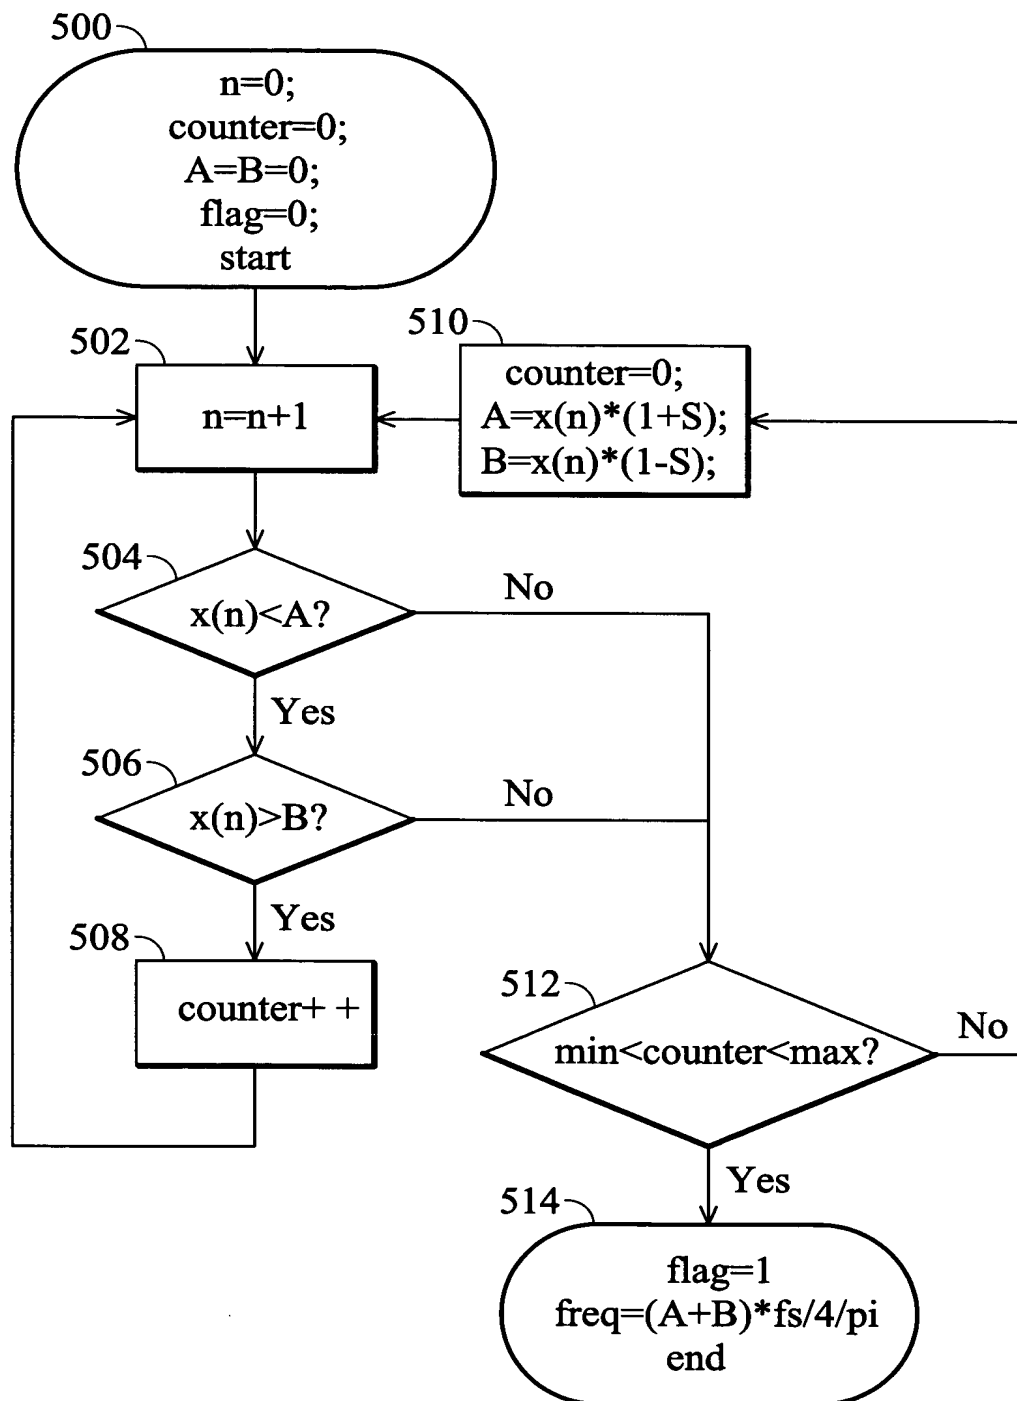 500
n=0;
counter=0;
A=B=0;
flag=0;
start
502
n=n+1
510
counter=0;
A=x(n)*(1+S);
B=x(n)*(1-S);
504
x(n)<A?
No
Yes
506
x(n)>B?
No
Yes
508
counter+ +
512
min<counter<max?
No
Yes
514
flag=1
freq=(A+B)*fs/4/pi
end